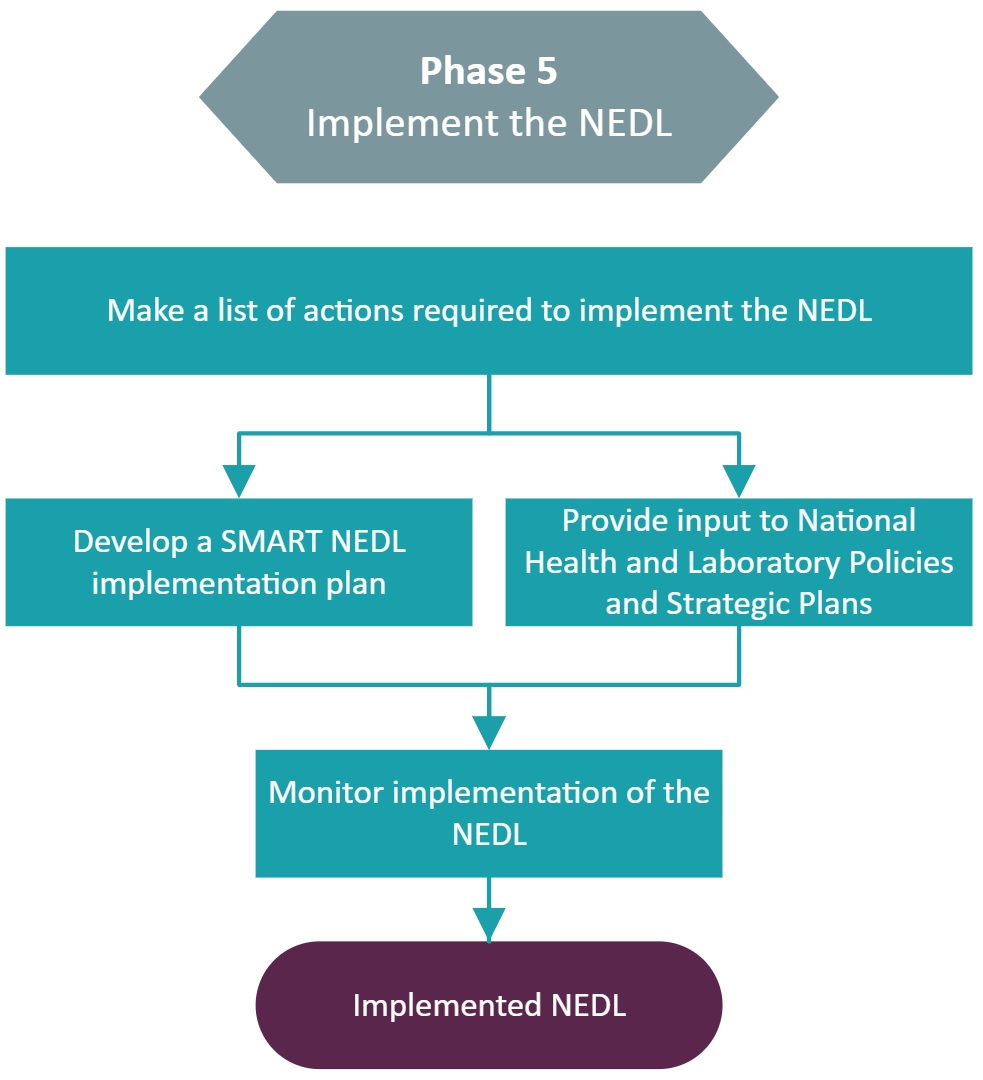 Phase 5
Implement the NEDL
Make a list of actions required to implement the NEDL
Develop a SMART NEDL
implementation plan
Provide input to National
Health and Laboratory Policies
and Strategic Plans
Monitor implementation of the
NEDL
Implemented NEDL